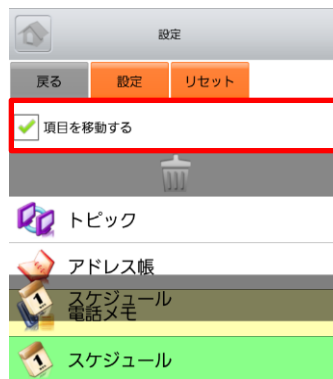 設定
戻る 設定 リセット
項目を移動する
トピック
アドレス帳
スケジュール
電話メモ
スケジュール